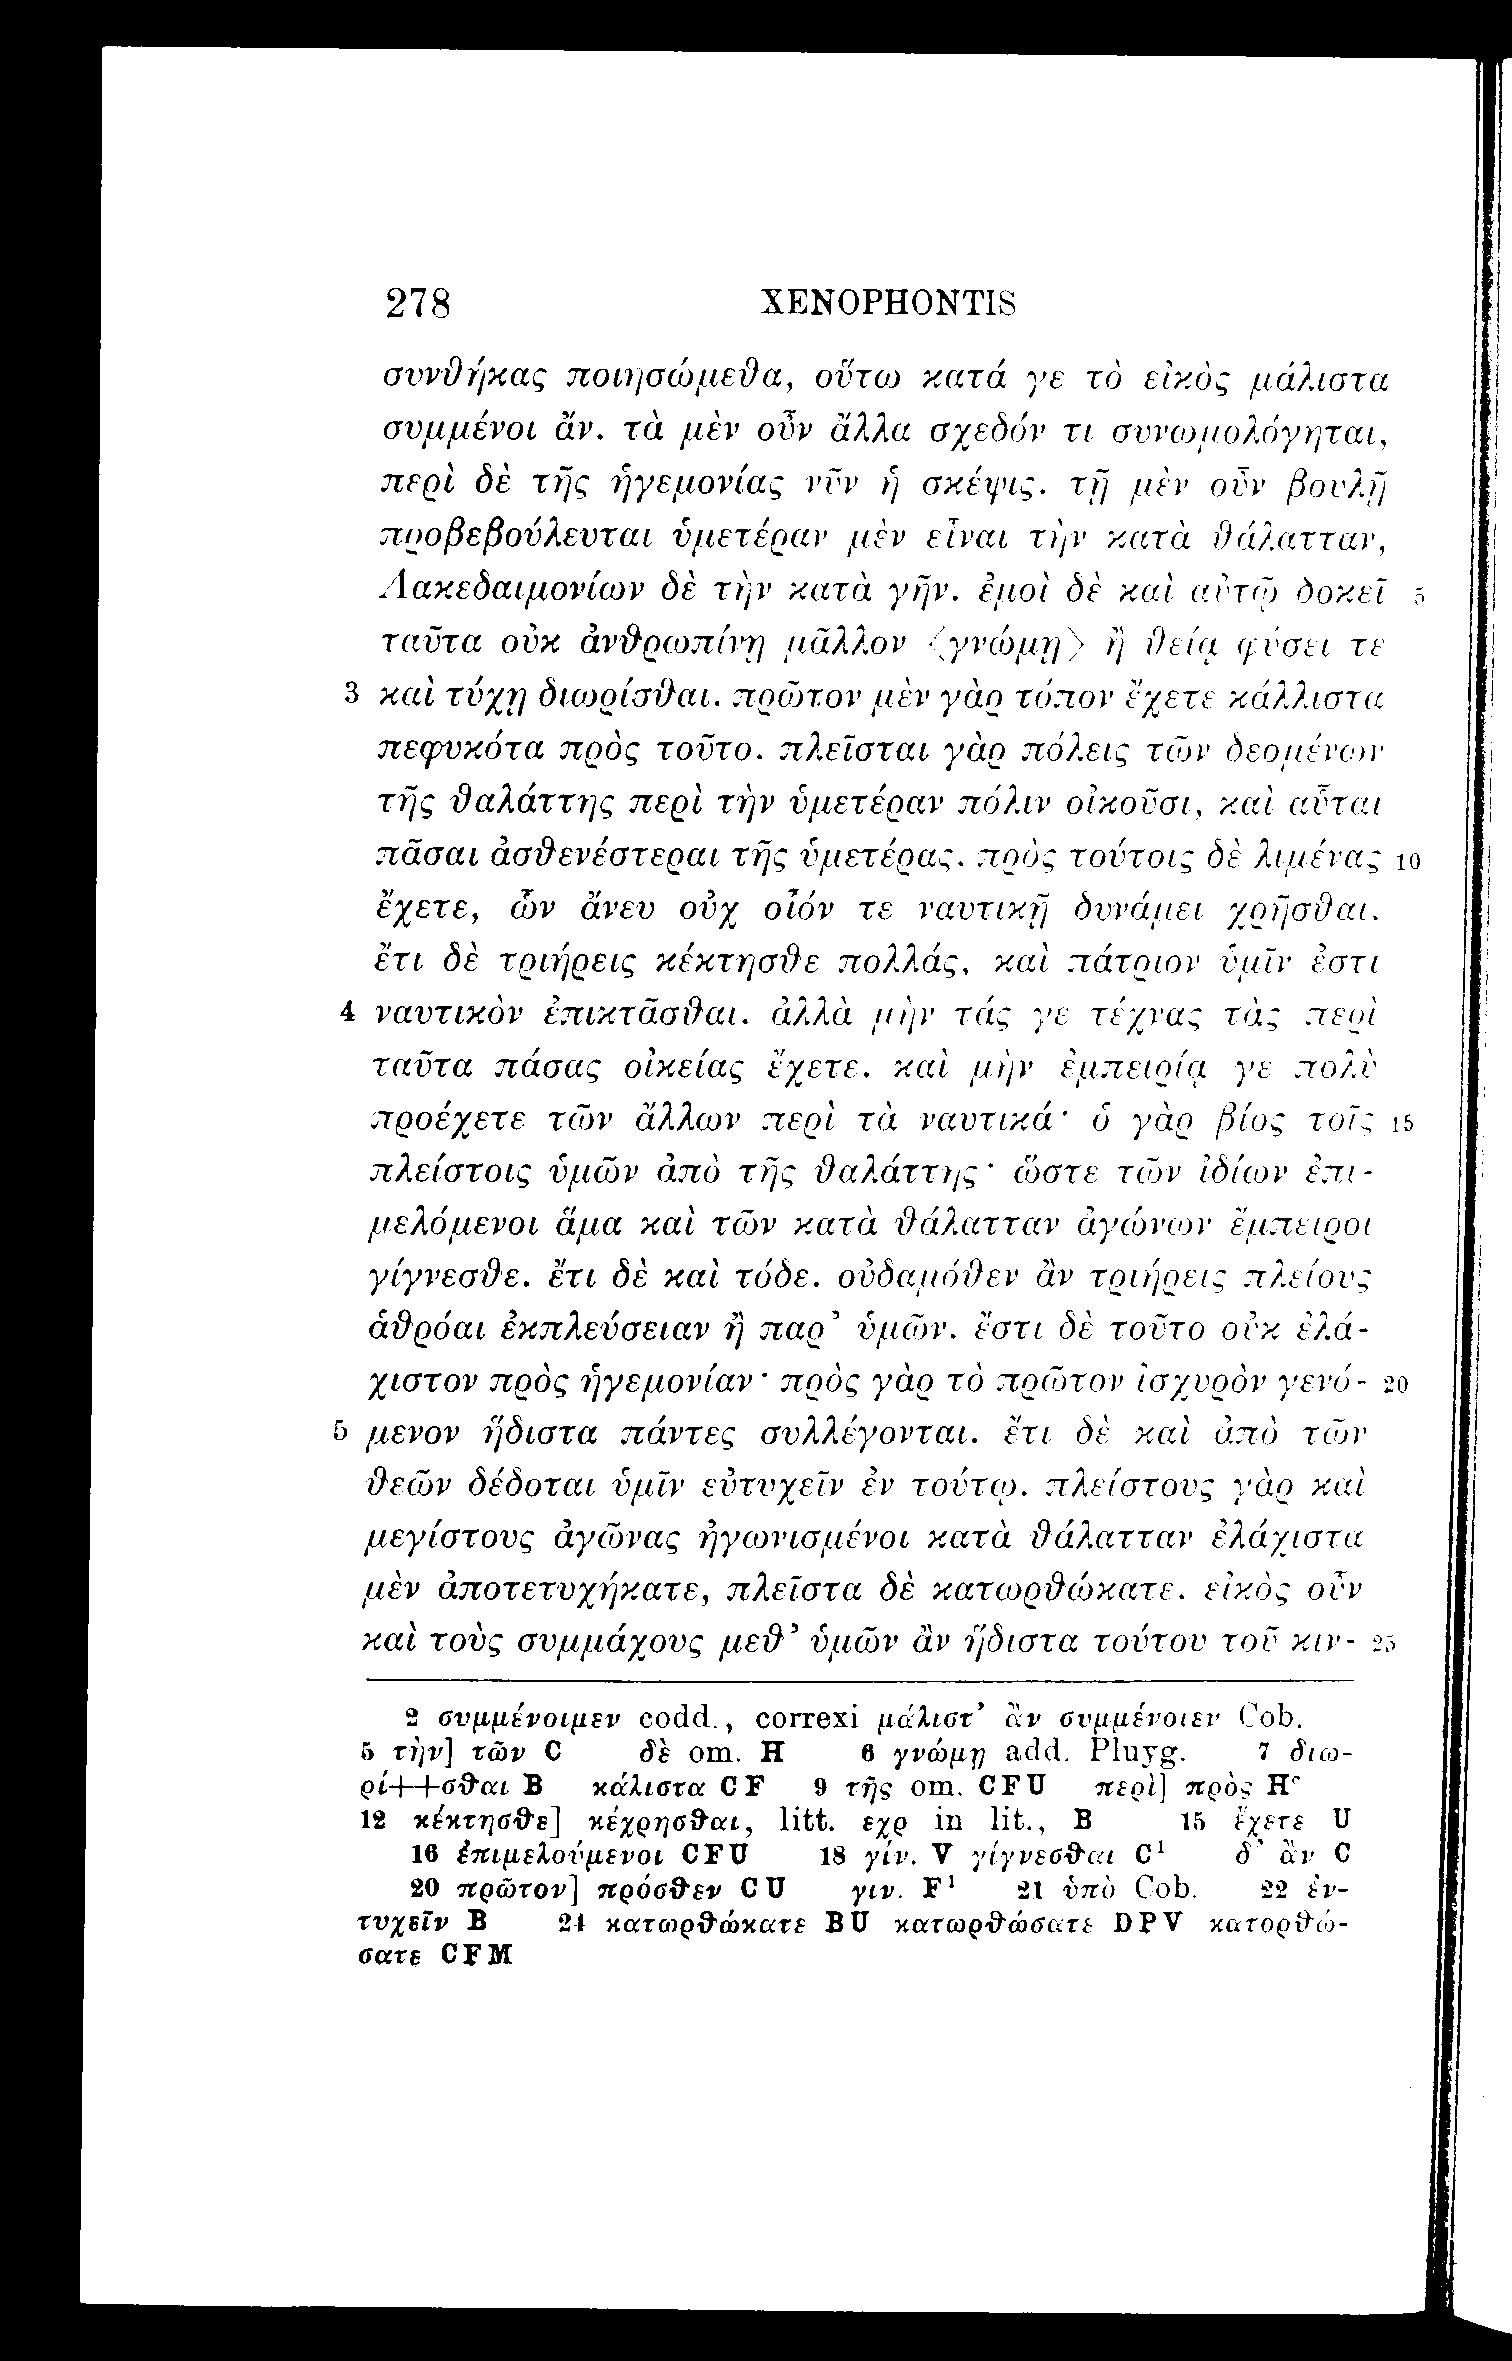 278 XENOPHONTIS
συνθήκας ποιησώμεθα, οὕτω κατά γε τὸ εἰκὸς μάλιστα
συμμένοι ἄν. τὰ μὲν οὖν ἄλλα σχεδόν τι συνωμολόγηται,
περὶ δὲ τῆς ἡγεμονίας νῦν ἡ σκέψις. τῇ μὲν οὖν βουλῇ
προβεβούλευται ὑμετέραν μὲν εἶναι τὴν κατὰ θάλατταν,
Λακεδαιμονίων δὲ τὴν κατὰ γῆν. ἐμοὶ δὲ καὶ αὐτῷ δοκεῖ 5
ταῦτα οὐκ ἀνθρωπίνῃ μᾶλλον <γνώμῃ> ἢ θείᾳ φύσει τε
3 καὶ τύχῃ διωρίσθαι. πρῶτον μὲν γὰρ τόπον ἔχετε κάλλιστα
πεφυκότα πρὸς τοῦτο. πλεῖσται γὰρ πόλεις τῶν δεομένων
τῆς θαλάττης περὶ τὴν ὑμετέραν πόλιν οἰκοῦσι, καὶ αὗται
πᾶσαι ἀσθενέστεραι τῆς ὑμετέρας. πρὸς τούτοις δὲ λιμένας 10
ἔχετε, ὧν ἄνευ οὐχ οἷόν τε ναυτικῇ δυνάμει χρῆσθαι.
ἔτι δὲ τριήρεις κέκτησθε πολλάς, καὶ πάτριον ὑμῖν ἐστι
4 ναυτικὸν ἐπικτᾶσθαι. ἀλλὰ μὴν τάς γε τέχνας τὰς περὶ
ταῦτα πάσας οἰκείας ἔχετε. καὶ μὴν ἐμπειρίᾳ γε πολὺ
προέχετε τῶν ἄλλων περὶ τὰ ναυτικά· ὁ γὰρ βίος τοῖς 15
πλείστοις ὑμῶν ἀπὸ τῆς θαλάττης· ὥστε τῶν ἰδίων ἐπι-
μελόμενοι ἅμα καὶ τῶν κατὰ θάλατταν ἀγώνων ἔμπειροι
γίγνεσθε. ἔτι δὲ καὶ τόδε. οὐδαμόθεν ἂν τριήρεις πλείους
ἁθρόαι ἐκπλεύσειαν ἢ παρ’ ὑμῶν. ἔστι δὲ τοῦτο οὐκ ἐλά-
χιστον πρὸς ἡγεμονίαν· πρὸς γὰρ τὸ πρῶτον ἰσχυρὸν γενό- 20
5 μενον ἥδιστα πάντες συλλέγονται. ἔτι δὲ καὶ ἀπὸ τῶν
θεῶν δέδοται ὑμῖν εὐτυχεῖν ἐν τούτῳ. πλείστους γὰρ καὶ
μεγίστους ἀγῶνας ἠγωνισμένοι κατὰ θάλατταν ἐλάχιστα
μὲν ἀποτετυχήκατε, πλεῖστα δὲ κατωρθώκατε. εἰκὸς οὖν
καὶ τοὺς συμμάχους μεθ’ ὑμῶν ἂν ἥδιστα τούτου τοῦ κιν- 25
2 συμμένοιμεν codd., correxi μάλιστ’ ἂν συμμένοιεν Cob.
5 τὴν] τῶν C δὲ om. H 6 γνώμῃ add. Pluyg. 7 διω-
ρί++σθαι B κάλιστα CF 9 τῆς om. CFU περὶ] πρὸς Hᶜ
12 κέκτησθε] κέχρησθαι, litt. εχρ in lit., B 15 ἔχετε U
16 ἐπιμελούμενοι CFU 18 γίν. V γίγνεσθαι C¹ δ’ ἂν C
20 πρῶτον] πρόσθεν CU γιν. F¹ 21 ὑπὸ Cob. 22 ἐν-
τυχεῖν B 24 κατωρθώκατε BU κατωρθώσατε DPV κατορθώ-
σατε CFM